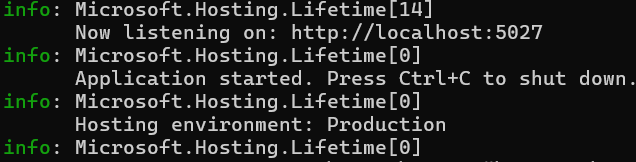 info: Microsoft.Hosting.Lifetime[14]
Now listening on: http://localhost:5027
info: Microsoft.Hosting.Lifetime[0]
Application started. Press Ctrl+C to shut down.
info: Microsoft.Hosting.Lifetime[0]
Hosting environment: Production
info: Microsoft.Hosting.Lifetime[0]